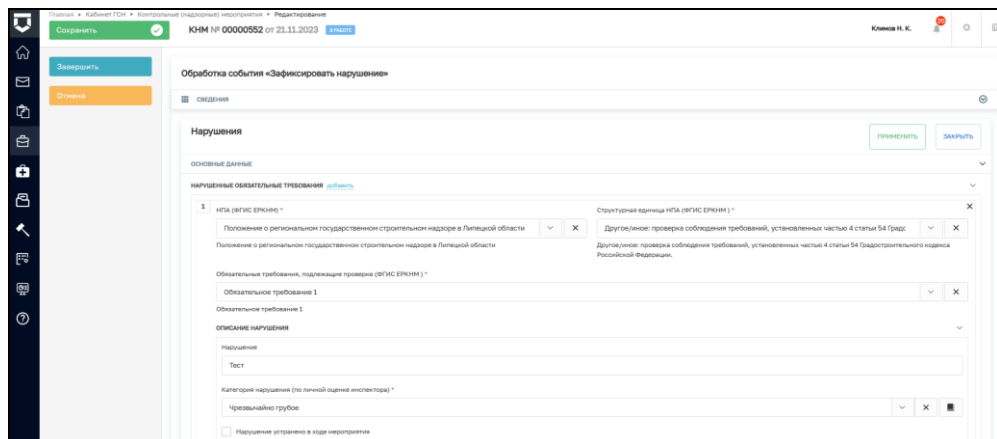 Главная • Кабинет ГСН • Контрольные (надзорные) мероприятия • Редактирование
Сохранить
КНМ № 00000552 от 21.11.2023 В РАБОТЕ
Климов Н. К.
Завершить
Отмена
Обработка события «Зафиксировать нарушение»
СВЕДЕНИЯ
Нарушения
ПРИМЕНИТЬ
ЗАКРЫТЬ
ОСНОВНЫЕ ДАННЫЕ
НАРУШЕННЫЕ ОБЯЗАТЕЛЬНЫЕ ТРЕБОВАНИЯ добавить
1
НПА (ФГИС ЕРКНМ) *
Структурная единица НПА (ФГИС ЕРКНМ ) *
Положение о региональном государственном строительном надзоре в Липецкой области
Другое/иное: проверка соблюдения требований, установленных частью 4 статьи 54 Градс
Положение о региональном государственном строительном надзоре в Липецкой области
Другое/иное: проверка соблюдения требований, установленных частью 4 статьи 54 Градостроительного кодекса
Российской Федерации.
Обязательные требования, подлежащие проверке (ФГИС ЕРКНМ ) *
Обязательное требование 1
Обязательное требование 1
ОПИСАНИЕ НАРУШЕНИЯ
Нарушение
Тест
Категория нарушения (по личной оценке инспектора) *
Чрезвычайно грубое
Нарушение устранено в ходе мероприятия